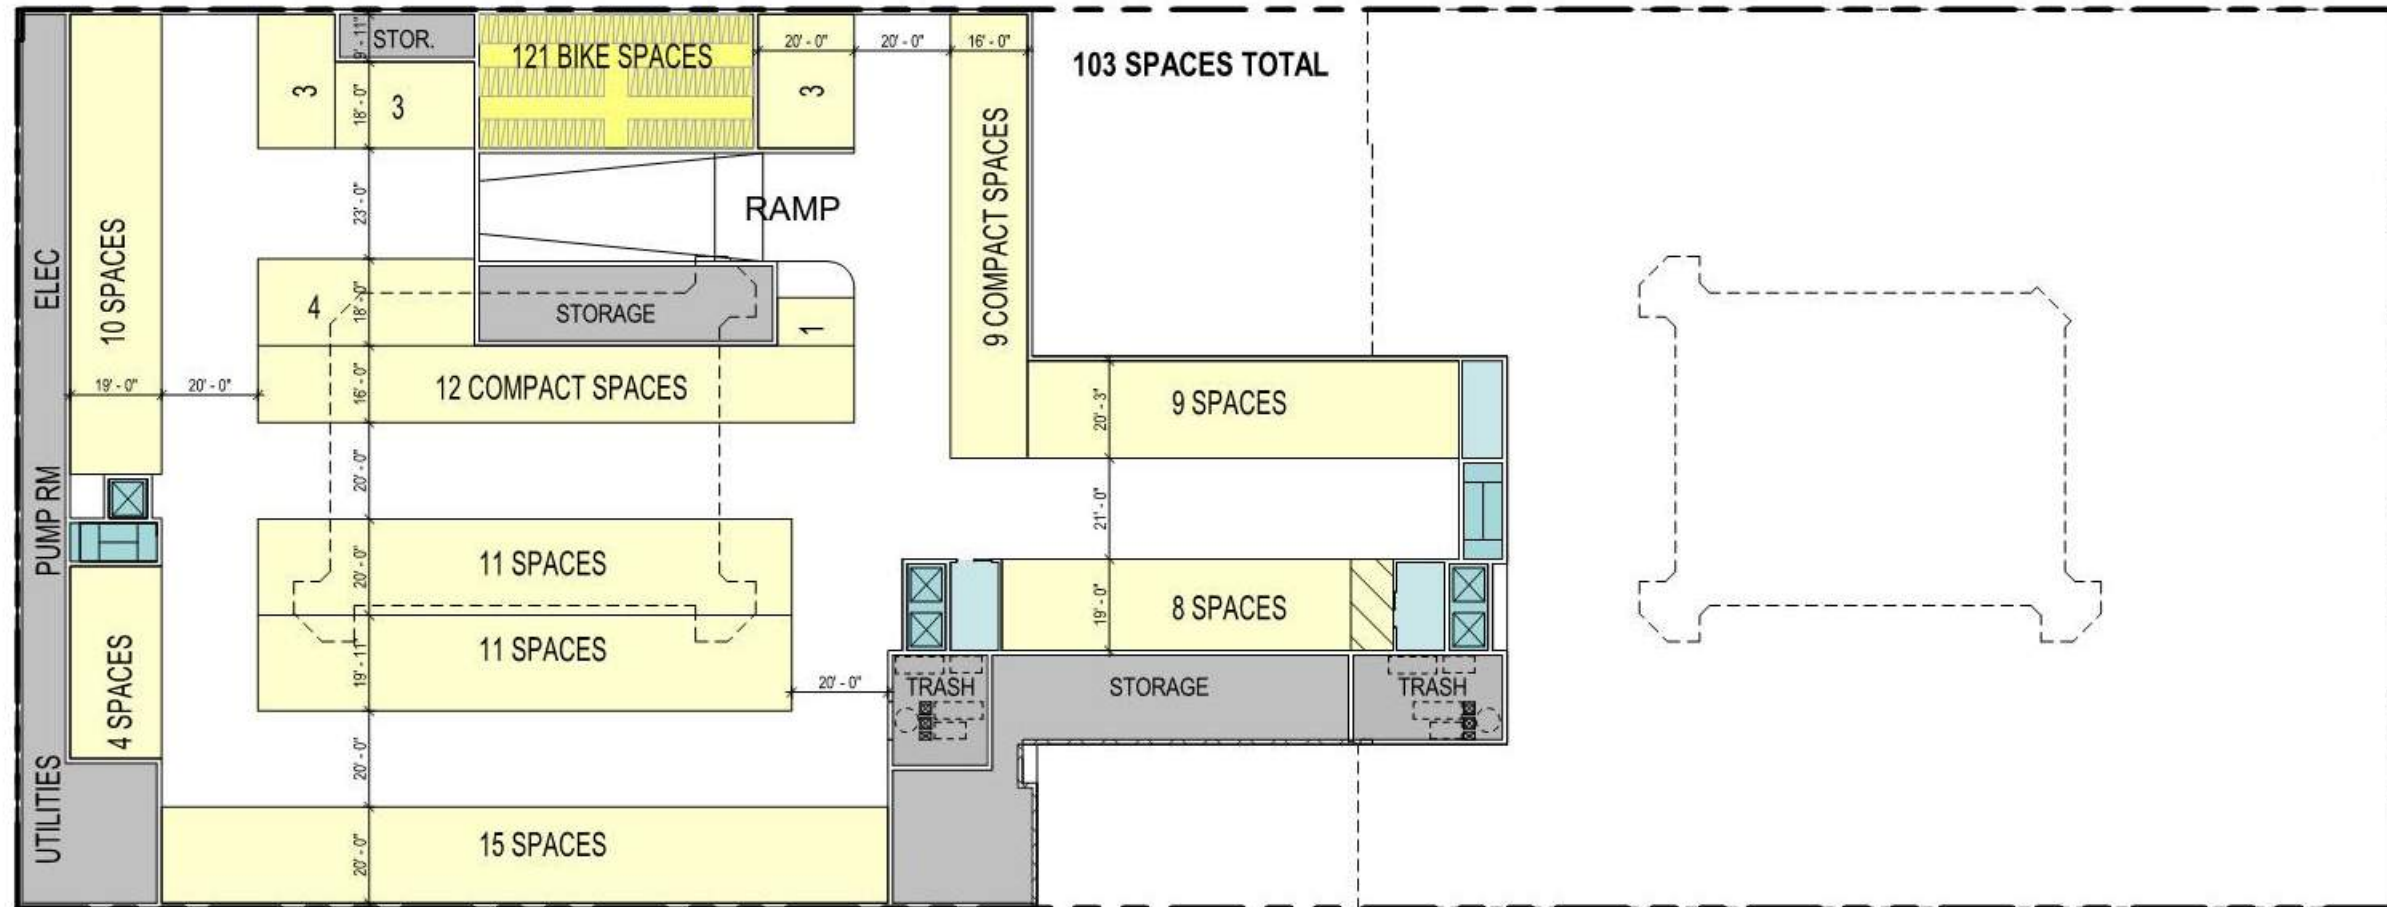 9' - 11"
STOR.
121 BIKE SPACES
20' - 0"
20' - 0"
16' - 0"
103 SPACES TOTAL
3
18' - 0"
3
3
10 SPACES
23' - 0"
RAMP
9 COMPACT SPACES
ELEC
4
18' - 0"
STORAGE
1
19' - 0"
20' - 0"
16' - 0"
12 COMPACT SPACES
20' - 3"
9 SPACES
PUMP RM
20' - 0"
21' - 0"
20' - 0"
11 SPACES
19' - 0"
8 SPACES
4 SPACES
19' - 11"
11 SPACES
20' - 0"
TRASH
STORAGE
TRASH
UTILITIES
20' - 0"
20' - 0"
15 SPACES